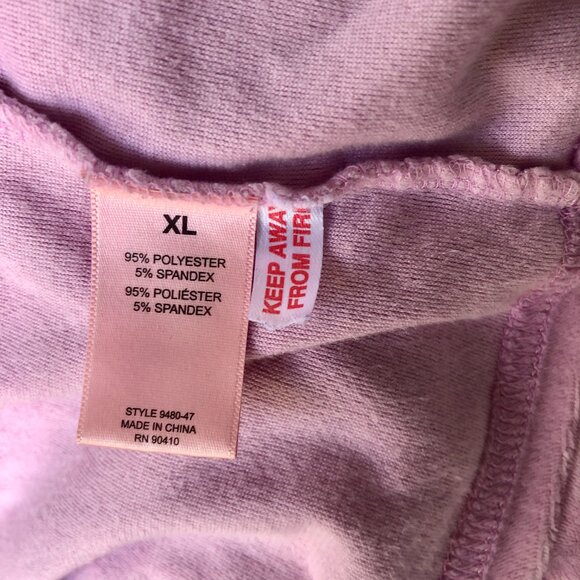 XL
95% POLYESTER
5% SPANDEX
95% POLIÉSTER
5% SPANDEX
STYLE 9480-47
MADE IN CHINA
RN 90410
KEEP AWAY
FROM FIRE